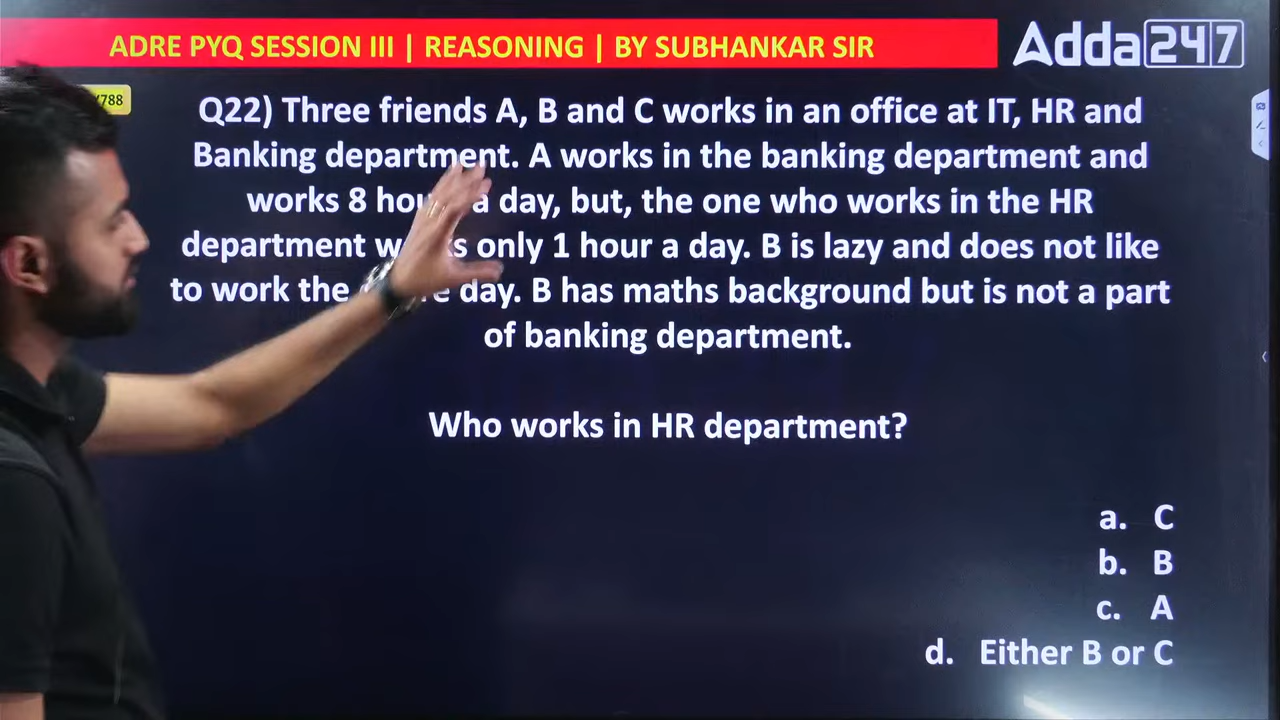 ADRE PYQ SESSION III | REASONING | BY SUBHANKAR SIR
Adda247
788
Q22) Three friends A, B and C works in an office at IT, HR and
Banking department. A works in the banking department and
works 8 a day, but, the one who works in the HR
department only 1 hour a day. B is lazy and does not like
to work the day. B has maths background but is not a part
of banking department.
Who works in HR department?
a. C
b. B
c. A
d. Either B or C